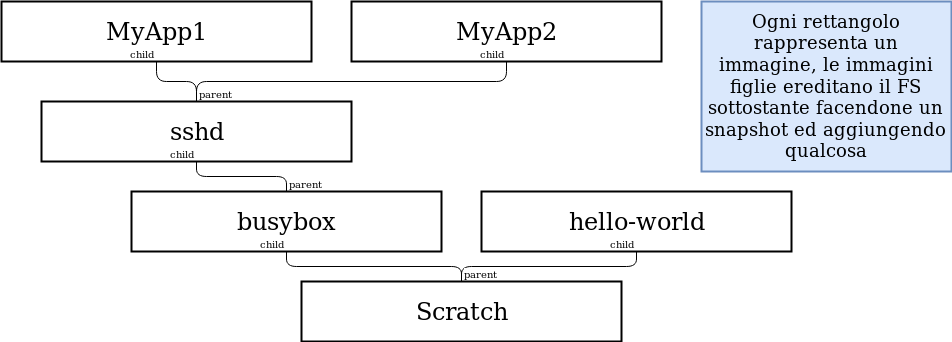 MyApp1
child
MyApp2
child
Ogni rettangolo
rappresenta un
immagine, le immagini
figlie ereditano il FS
sottostante facendone un
snapshot ed aggiungendo
qualcosa
parent
sshd
child
parent
busybox
child
hello-world
child
parent
Scratch